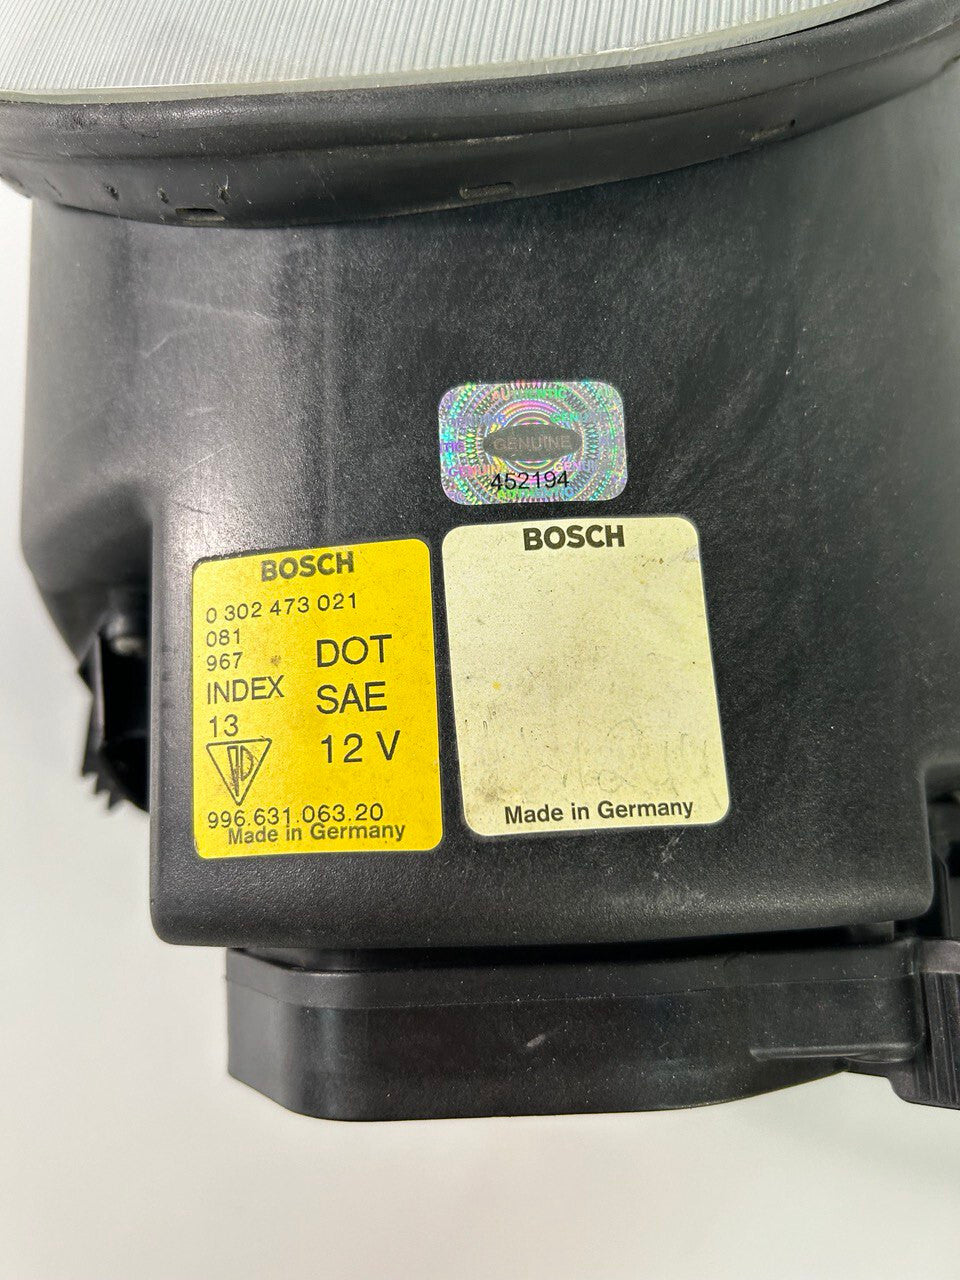 AUTHENTIC
GENUINE
452194
BOSCH
0 302 473 021
081
967
DOT
INDEX
SAE
13
12 V
996.631.063.20
Made in Germany
BOSCH
Made in Germany